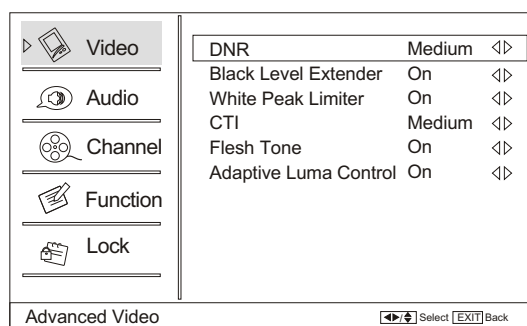 Video
Audio
Channel
Function
Lock
DNR Medium
Black Level Extender On
White Peak Limiter On
CTI Medium
Flesh Tone On
Adaptive Luma Control On
Advanced Video
Select EXIT Back